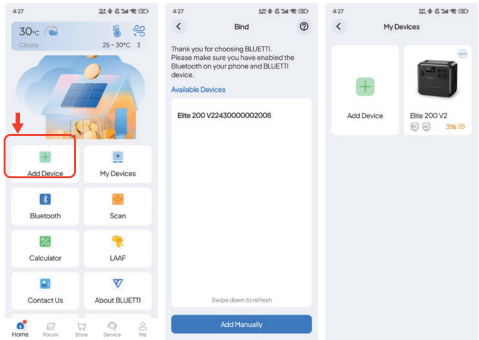 4:27
30°C
Cloudy
25 ~ 30°C 3
Add Device
My Devices
Bluetooth
Scan
Calculator
LAAF
Contact Us
About BLUETTI
Home
Forum
Store
Service
Me
4:27
Bind
Thank you for choosing BLUETTI.
Please make sure you have enabled the
Bluetooth on your phone and BLUETTI
device.
Available Devices
Elite 200 V22430000002006
Swipe down to refresh
Add Manually
4:27
My Devices
Add Device
Elite 200 V2
31%